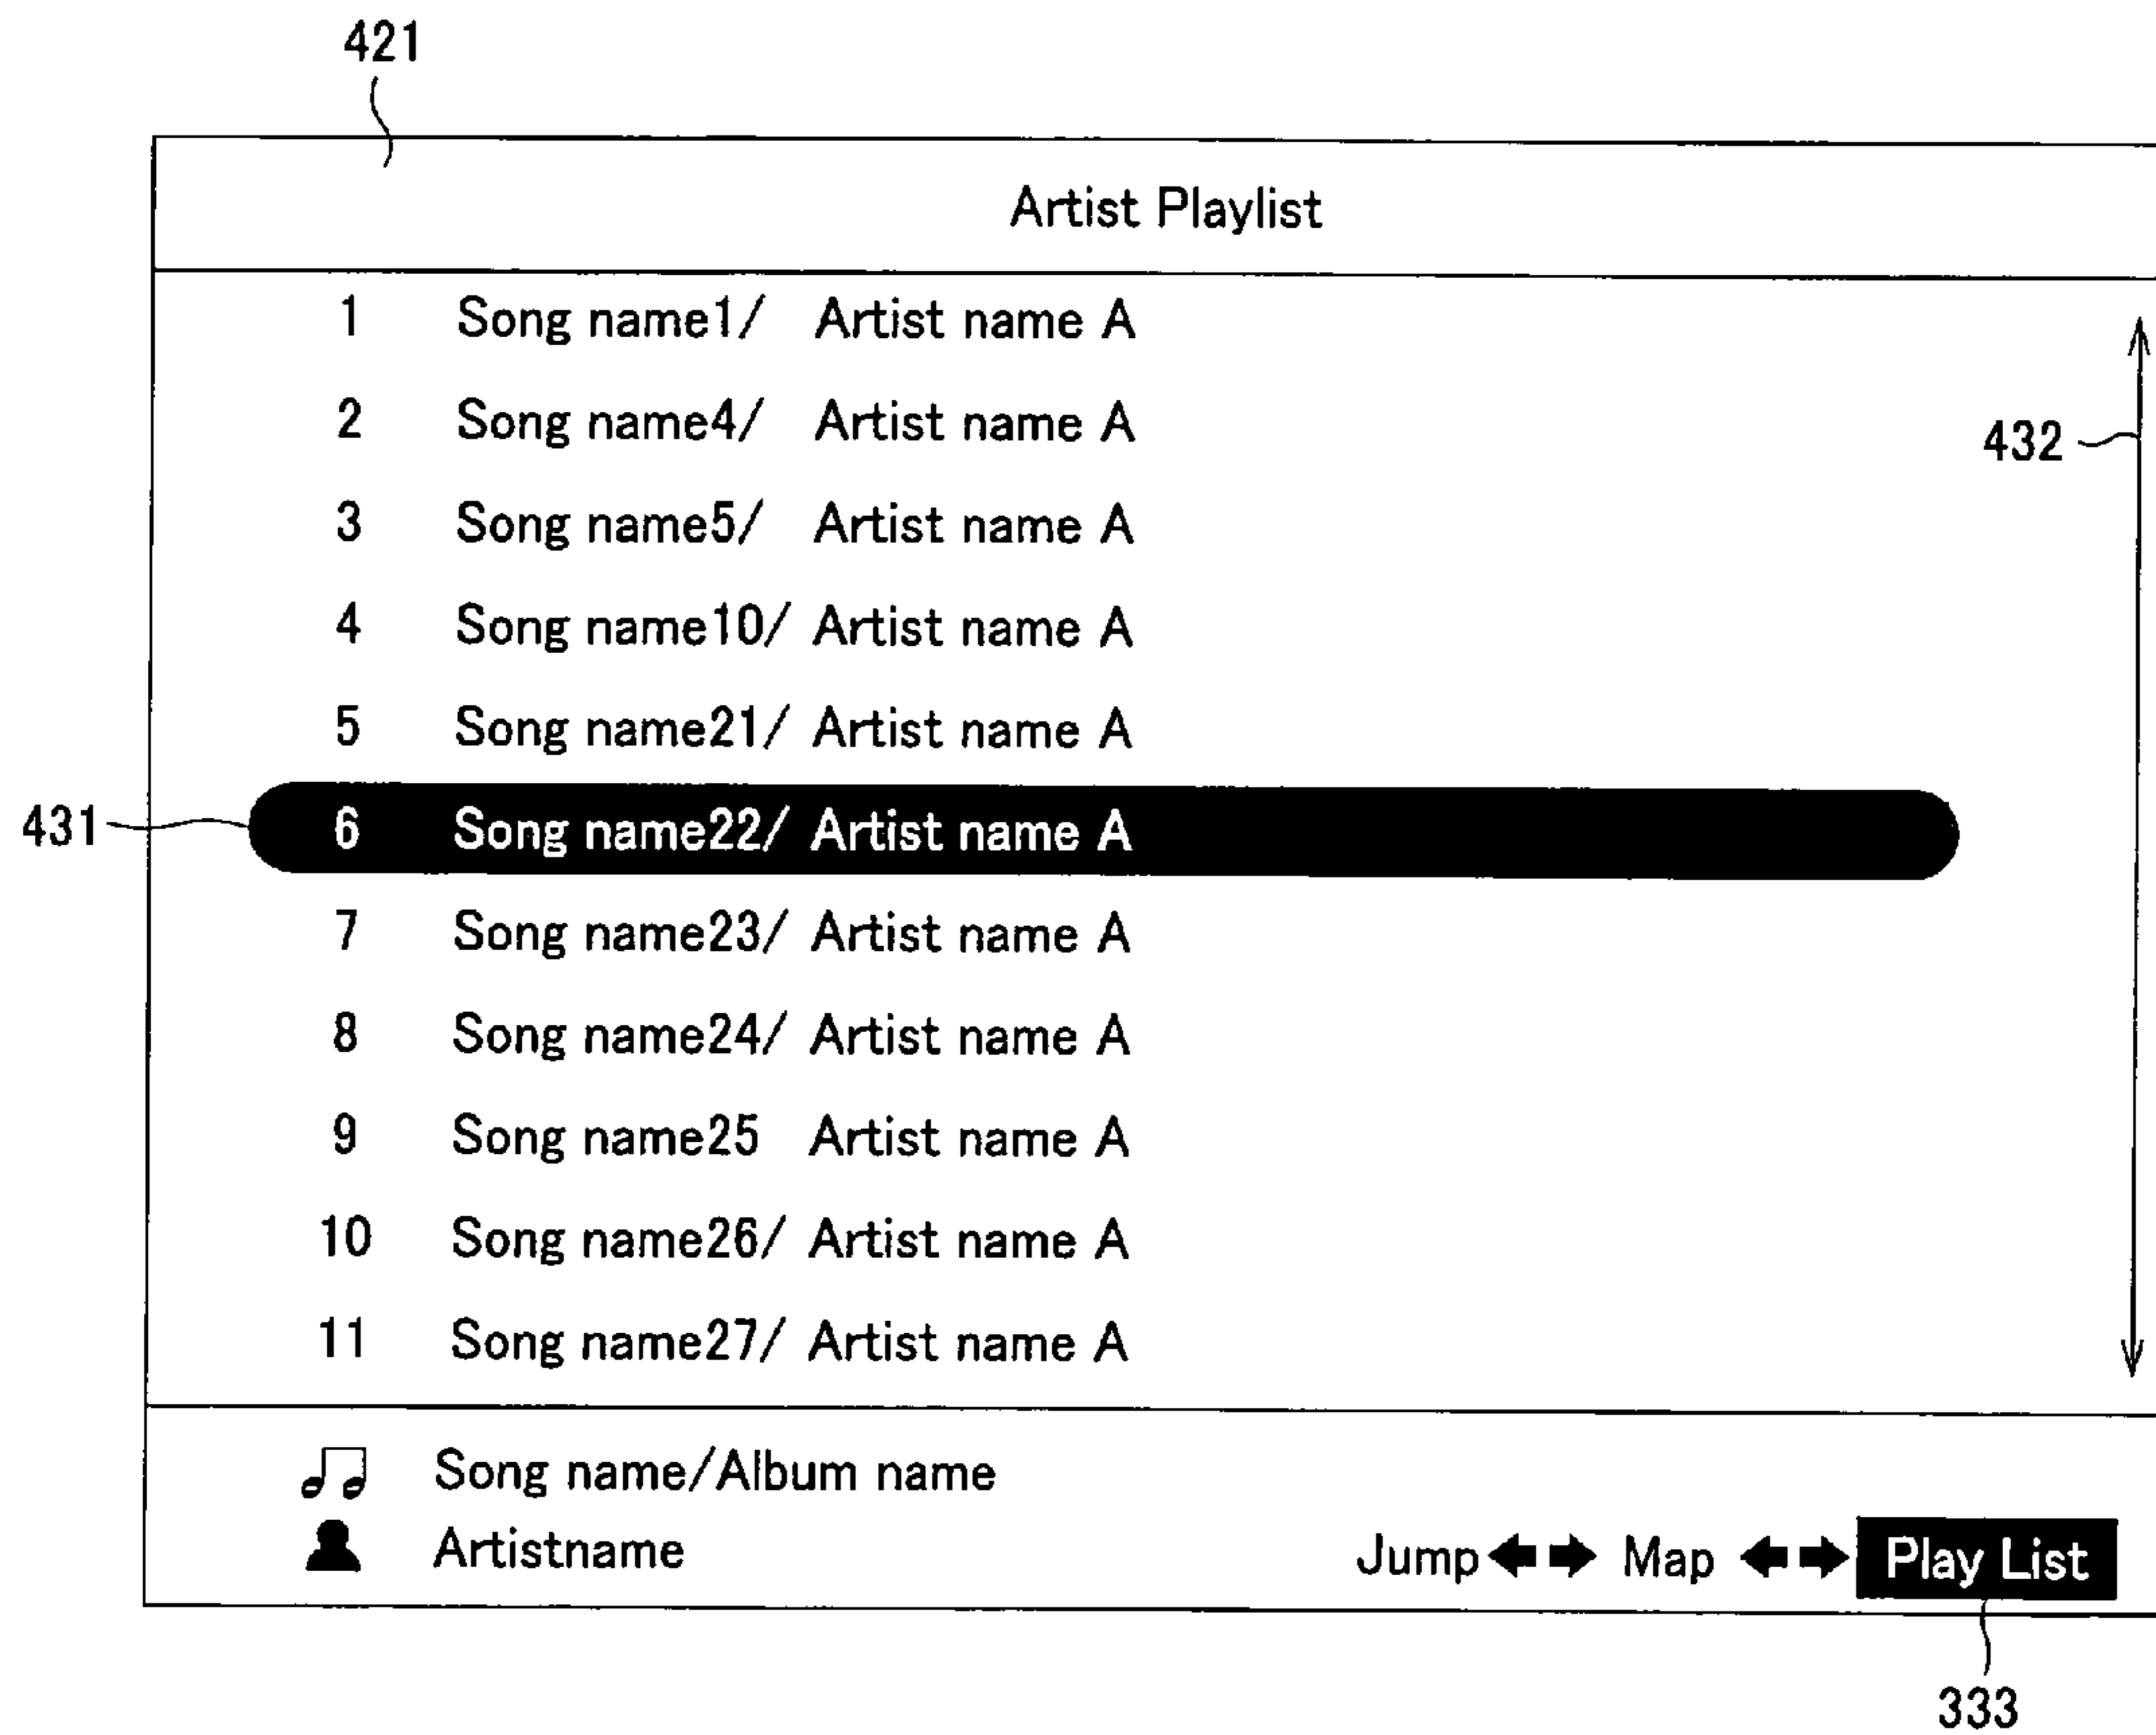 421
Artist Playlist
1 Song name1/ Artist name A
2 Song name4/ Artist name A
432
3 Song name5/ Artist name A
4 Song name10/ Artist name A
5 Song name21/ Artist name A
431 6 Song name22/ Artist name A
7 Song name23/ Artist name A
8 Song name24/ Artist name A
9 Song name25 Artist name A
10 Song name26/ Artist name A
11 Song name27/ Artist name A
Song name/Album name
Artistname
Jump Map Play List
333